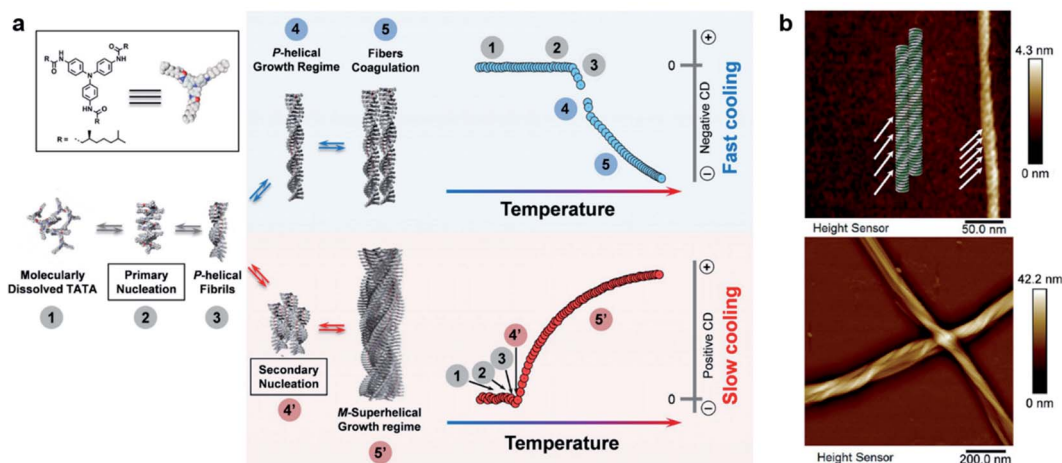 a
R
O
HN
O
NH
R
N
NH
O
R
R =
4
P-helical
Growth Regime
5
Fibers
Coagulation
Molecularly
Dissolved TATA
1
Primary
Nucleation
2
P-helical
Fibrils
3
1
2
3
4
5
0
+
−
Negative CD
Fast cooling
Temperature
Secondary
Nucleation
4'
M-Superhelical
Growth regime
5'
1
2
3
4'
5'
+
0
−
Positive CD
Slow cooling
Temperature
b
4.3 nm
0 nm
Height Sensor
50.0 nm
42.2 nm
0 nm
Height Sensor
200.0 nm